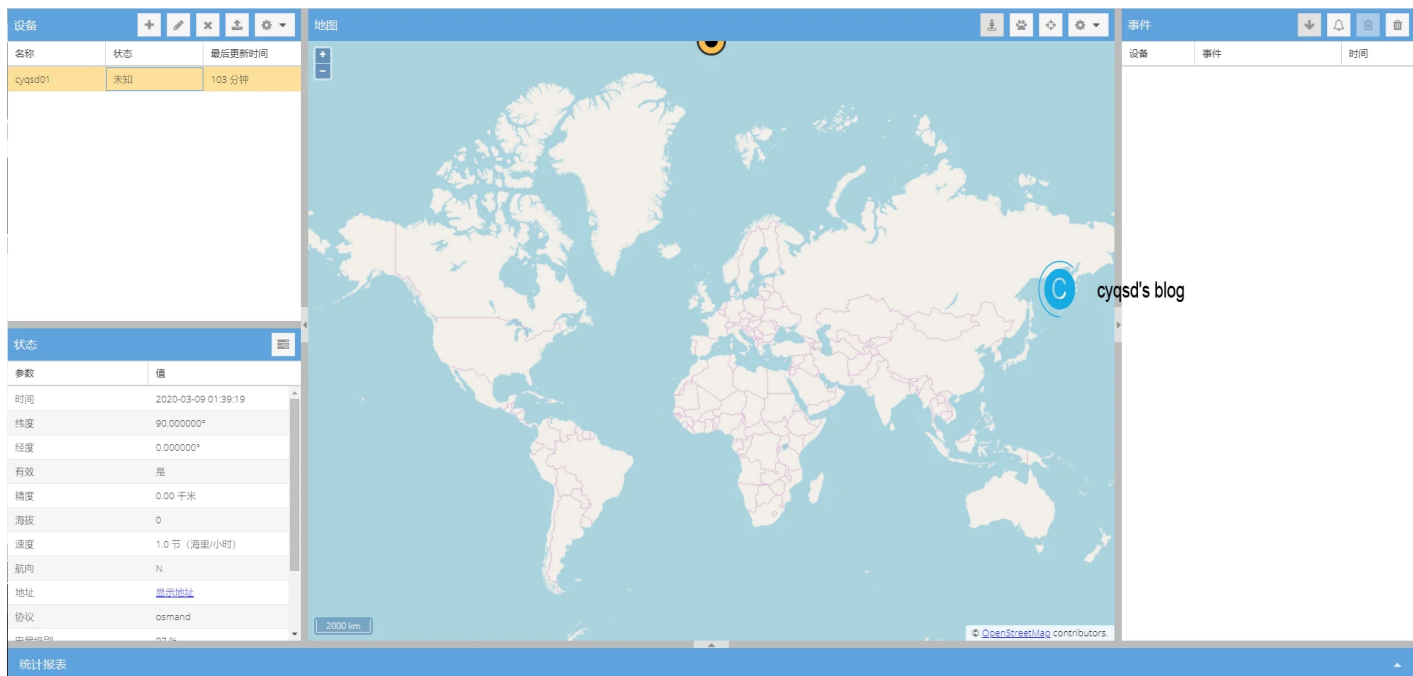 设备
名称 状态 最后更新时间
cyqsd01 未知 103 分钟
状态
参数 值
时间 2020-03-09 01:39:19
纬度 90.000000°
经度 0.000000°
有效 是
精度 0.00 千米
海拔 0
速度 1.0 节（海里/小时）
航向 N
地址 显示地址
协议 osmand
地图
+
−
C cyqsd's blog
2000 km
© OpenStreetMap contributors.
事件
设备 事件 时间
统计报表